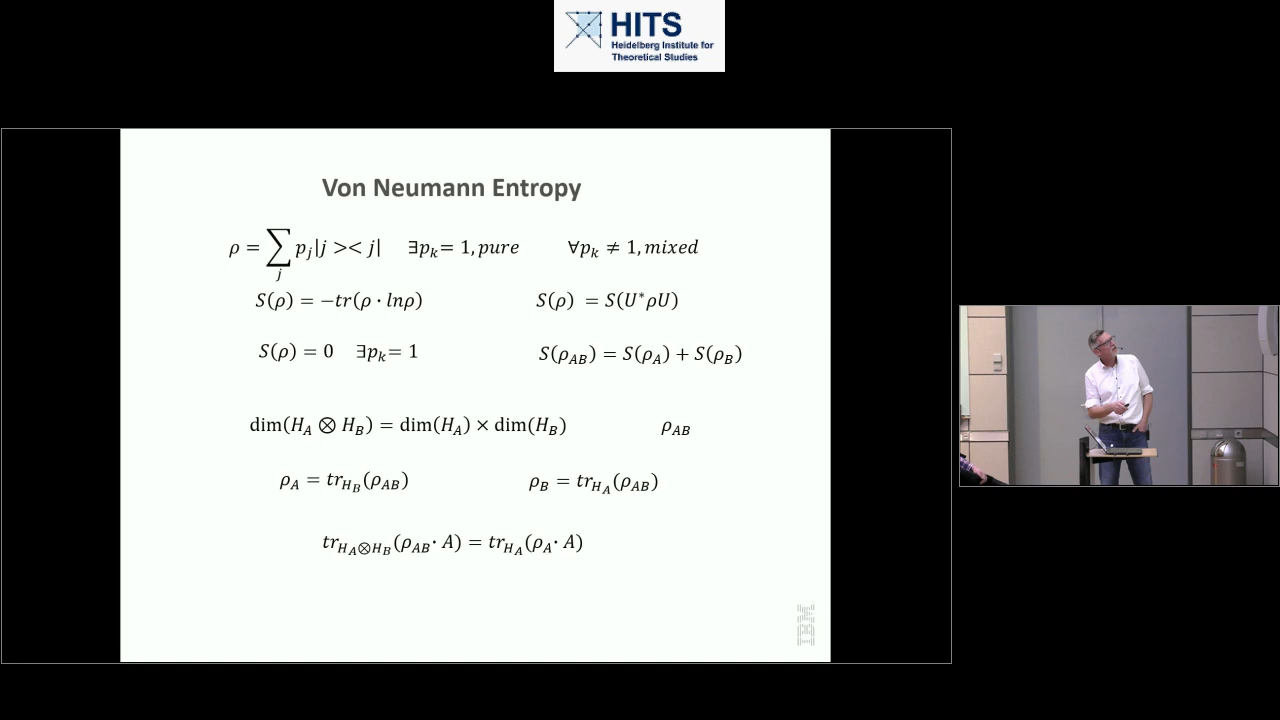 HITS
Heidelberg Institute for
Theoretical Studies
Von Neumann Entropy
ρ = ∑_j p_j|j >< j| ∃p_k= 1, pure ∀p_k ≠ 1, mixed
S(ρ) = −tr(ρ · lnρ) S(ρ) = S(U*ρU)
S(ρ) = 0 ∃p_k= 1 S(ρ_AB) = S(ρ_A) + S(ρ_B)
dim(H_A ⊗ H_B) = dim(H_A) × dim(H_B) ρ_AB
ρ_A = tr_{H_B}(ρ_AB) ρ_B = tr_{H_A}(ρ_AB)
tr_{H_A⊗H_B}(ρ_AB· A) = tr_{H_A}(ρ_A· A)
IBM